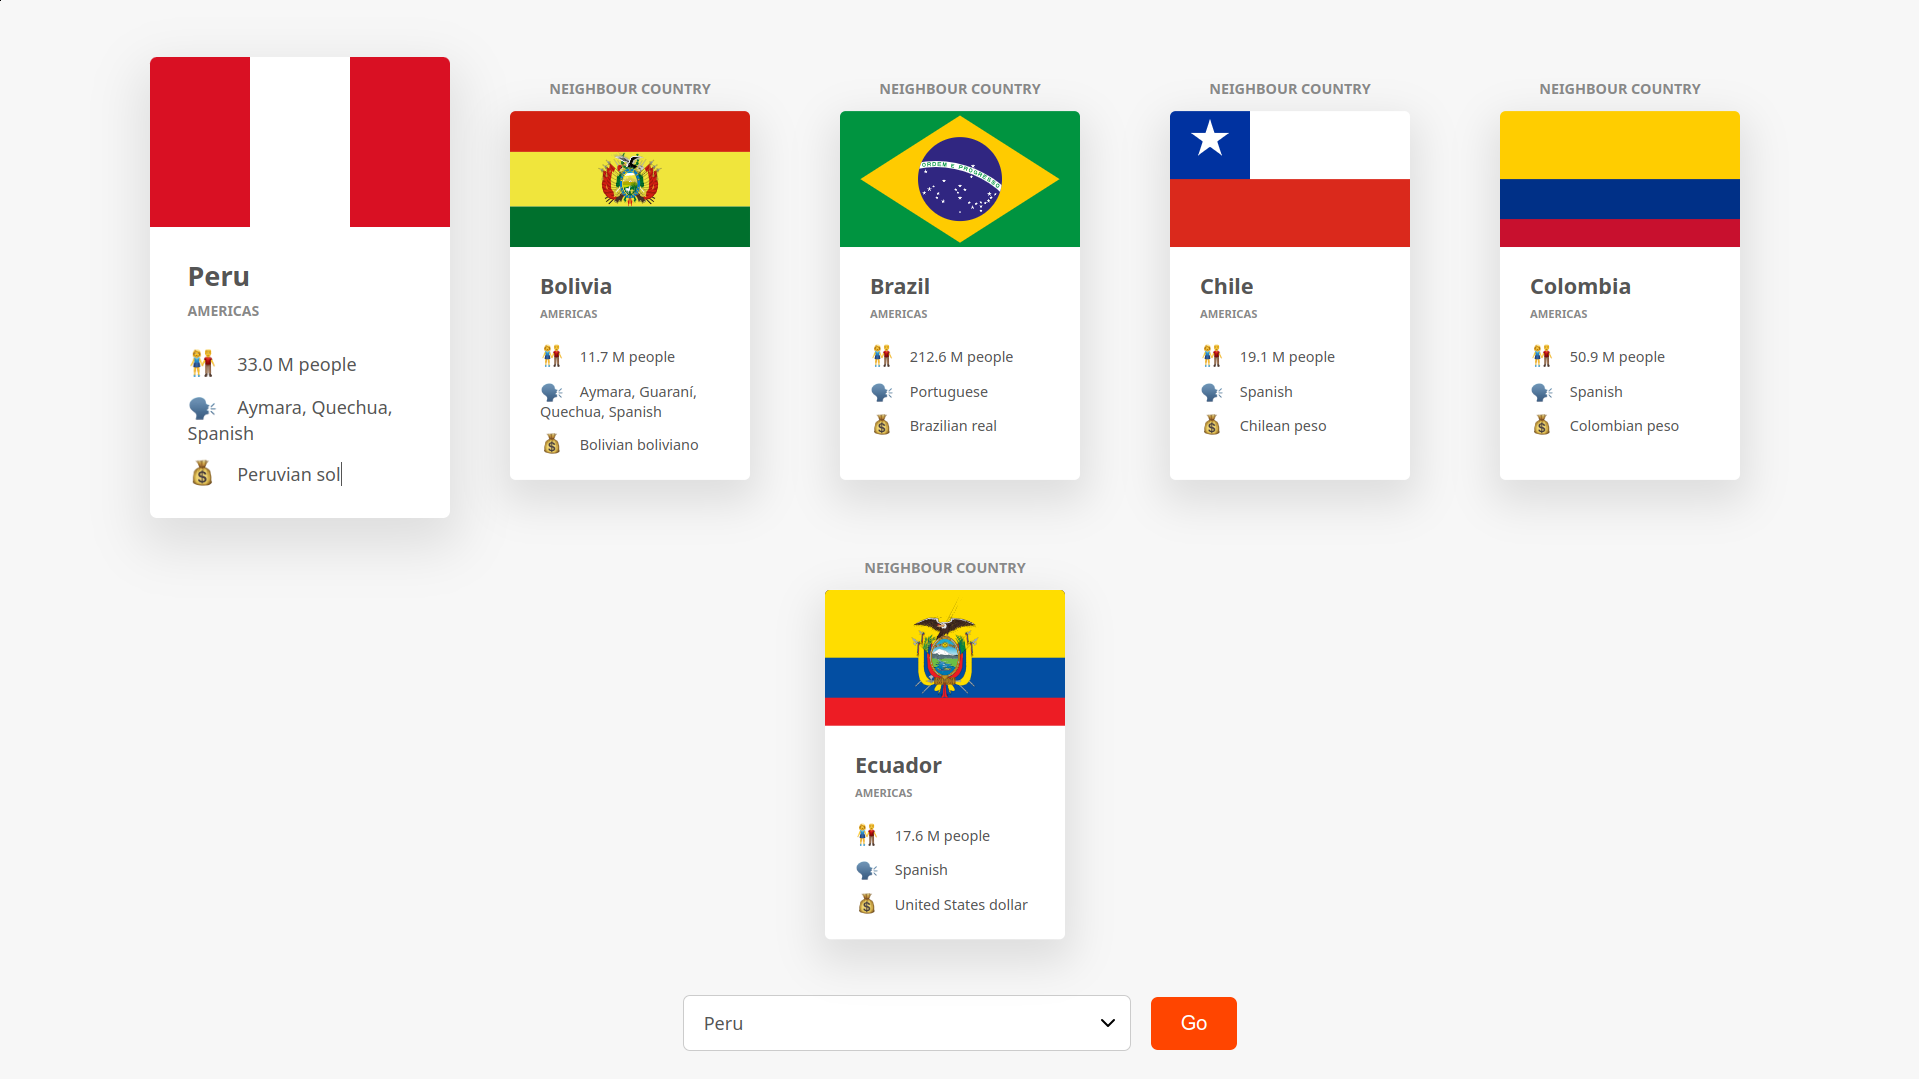 Peru
AMERICAS
33.0 M people
Aymara, Quechua,
Spanish
Peruvian sol
NEIGHBOUR COUNTRY
Bolivia
AMERICAS
11.7 M people
Aymara, Guaraní,
Quechua, Spanish
Bolivian boliviano
NEIGHBOUR COUNTRY
ORDEM E PROGRESSO
Brazil
AMERICAS
212.6 M people
Portuguese
Brazilian real
NEIGHBOUR COUNTRY
Chile
AMERICAS
19.1 M people
Spanish
Chilean peso
NEIGHBOUR COUNTRY
Colombia
AMERICAS
50.9 M people
Spanish
Colombian peso
NEIGHBOUR COUNTRY
Ecuador
AMERICAS
17.6 M people
Spanish
United States dollar
Peru
Go